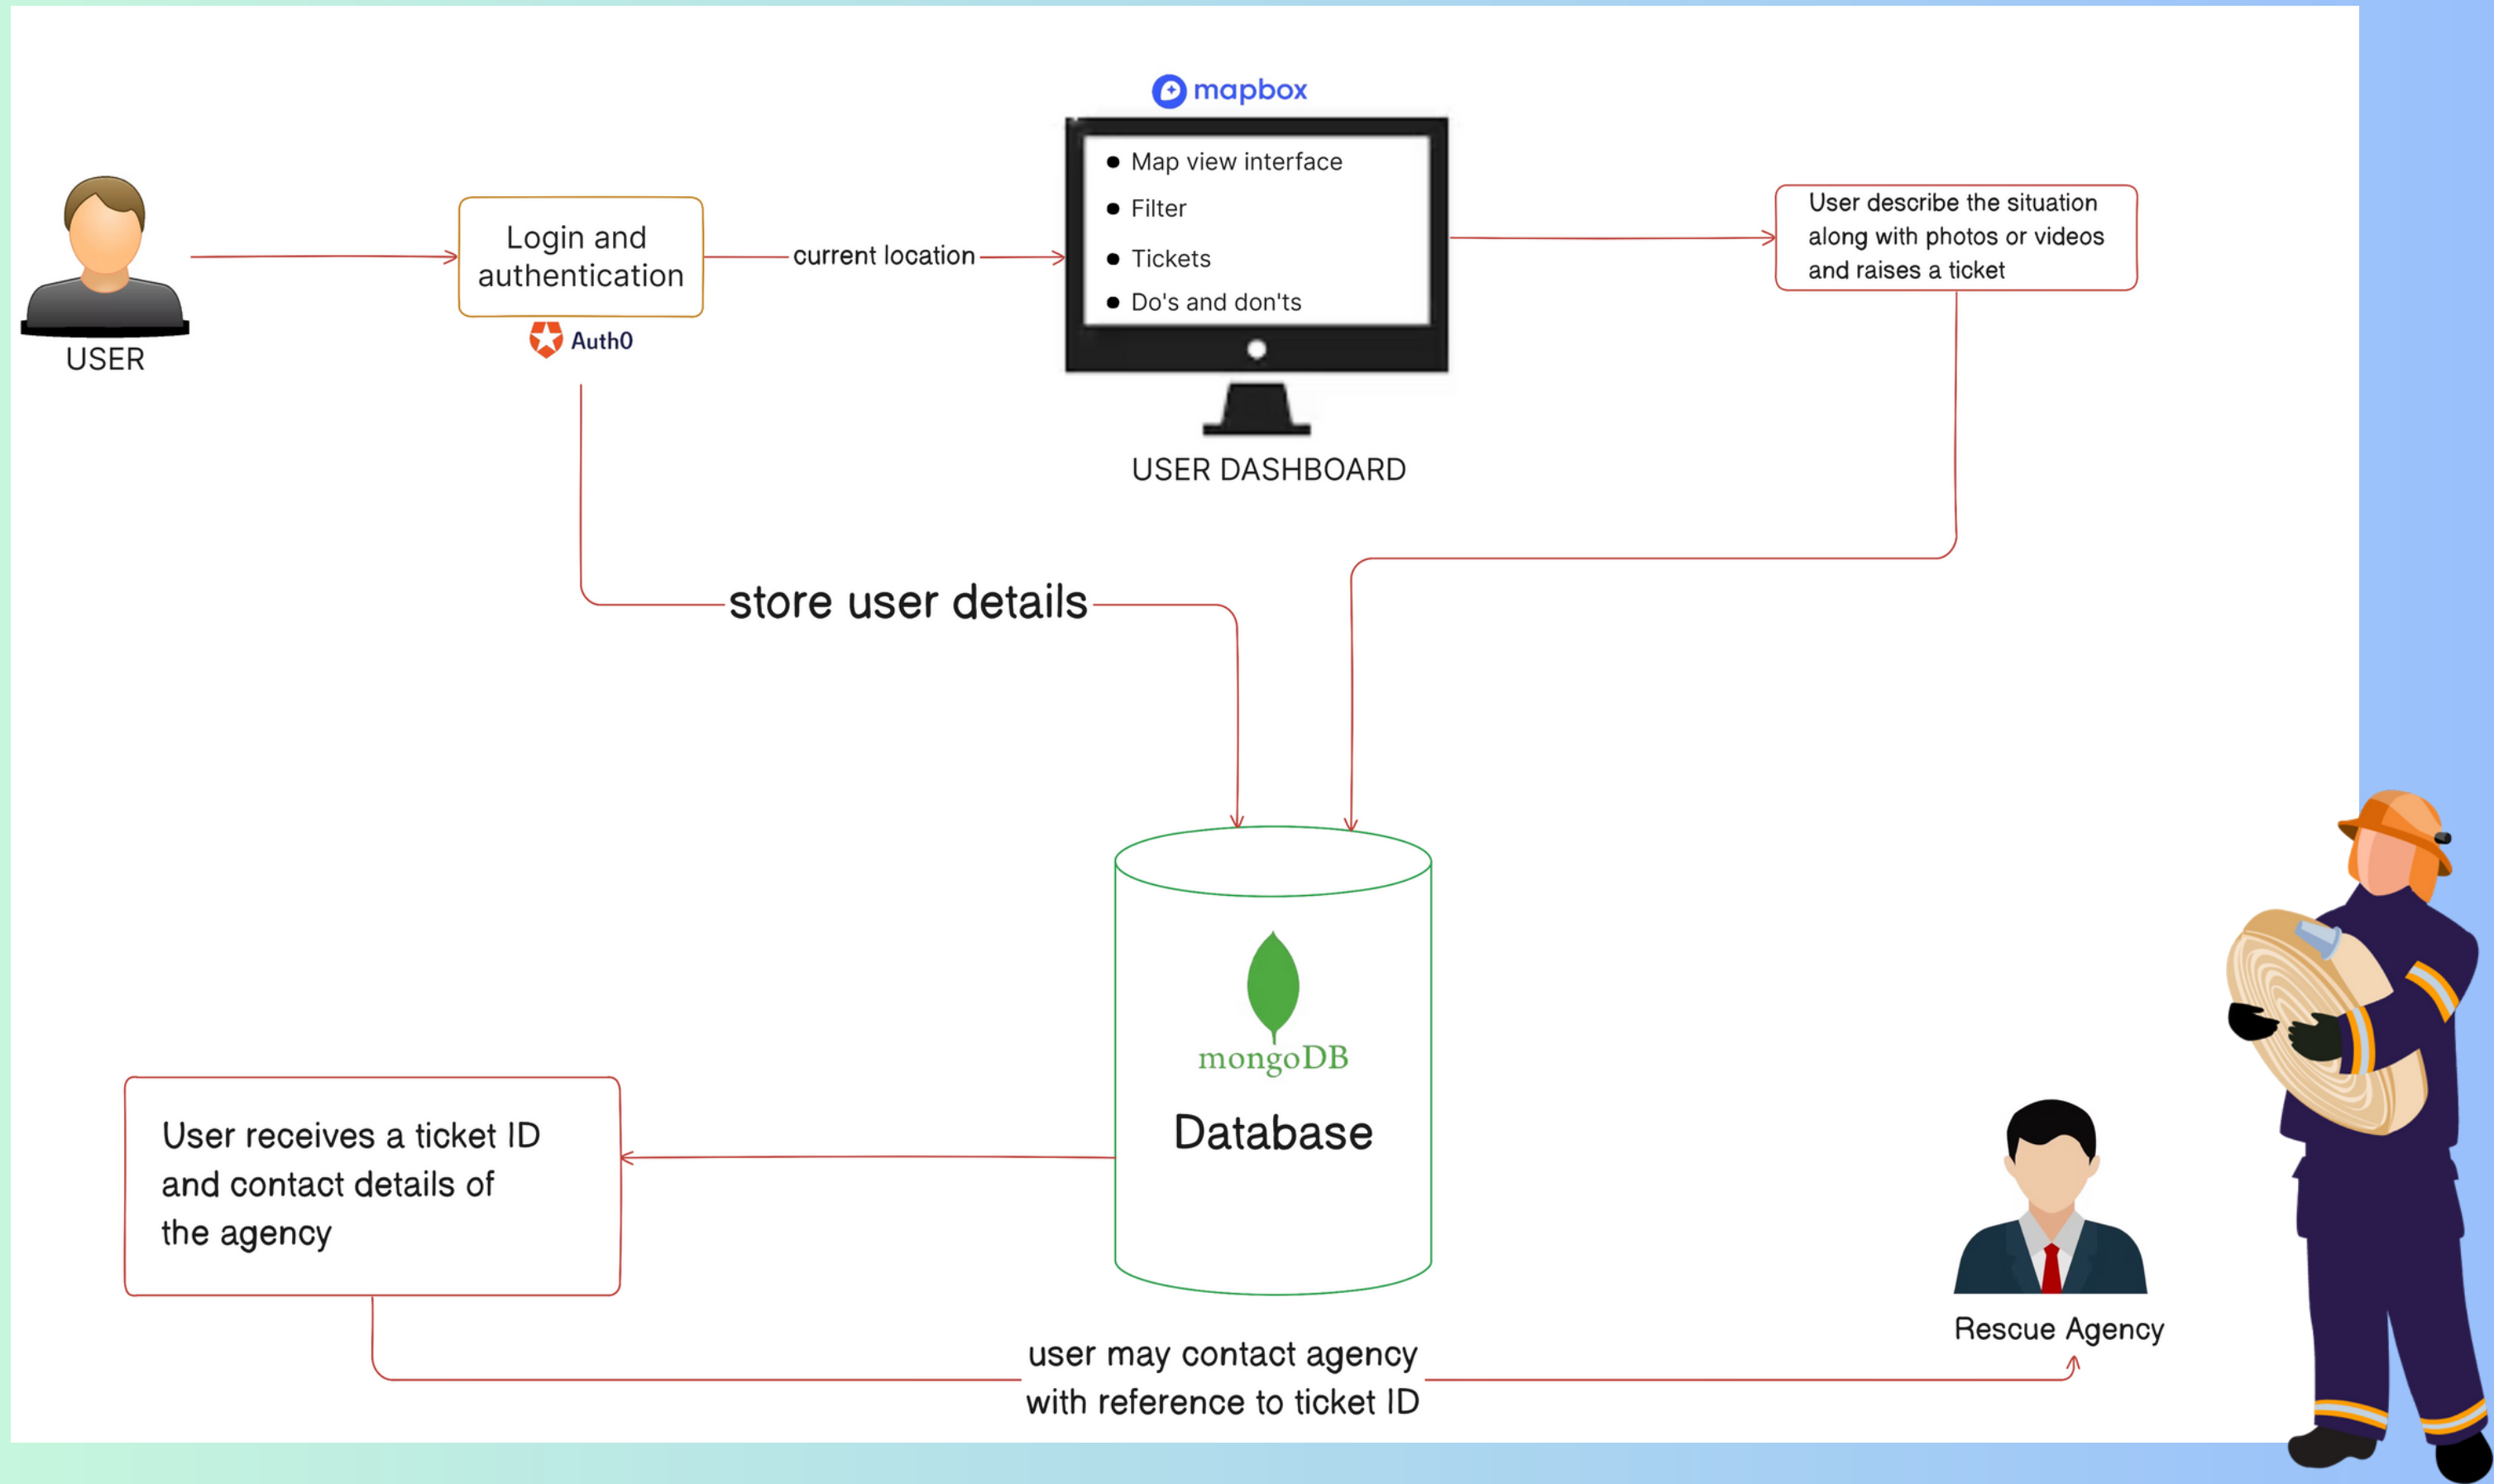 mapbox
Map view interface
Filter
Tickets
Do's and don'ts
USER DASHBOARD
USER
Login and
authentication
Auth0
current location
User describe the situation
along with photos or videos
and raises a ticket
store user details
mongoDB
Database
User receives a ticket ID
and contact details of
the agency
user may contact agency
with reference to ticket ID
Rescue Agency